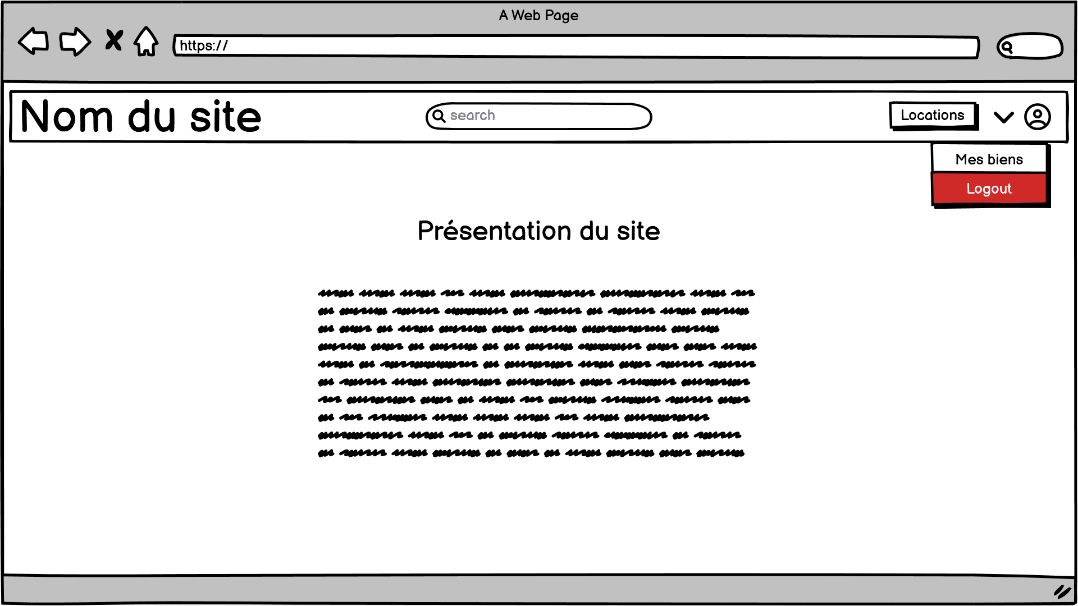 A Web Page
https://
Nom du site
search
Locations
Mes biens
Logout
Présentation du site